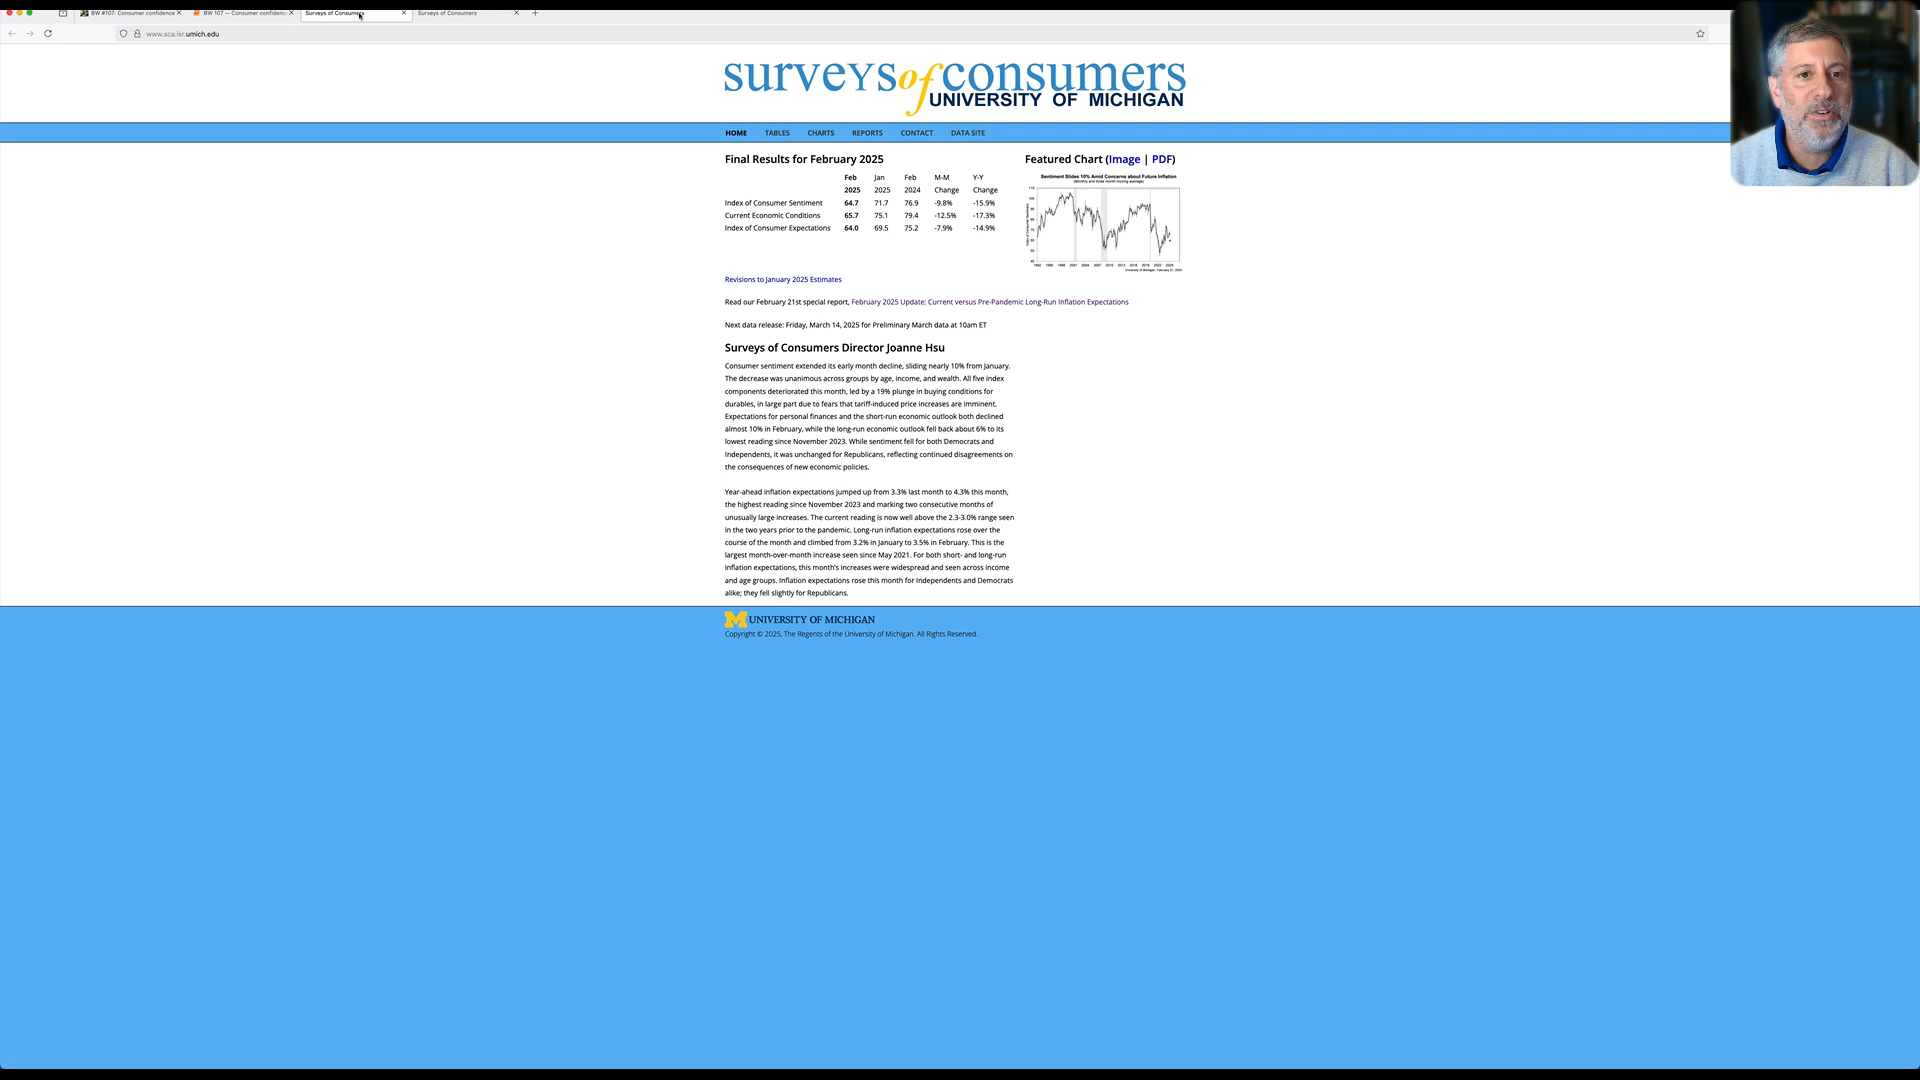 BW #107: Consumer confidence
BW 107 — Consumer confidenc
Surveys of Consumers
Surveys of Consumers
www.sca.isr.umich.edu
surveys of consumers
UNIVERSITY OF MICHIGAN
HOME TABLES CHARTS REPORTS CONTACT DATA SITE
Final Results for February 2025
Feb Jan Feb M-M Y-Y
2025 2025 2024 Change Change
Index of Consumer Sentiment 64.7 71.7 76.9 -9.8% -15.9%
Current Economic Conditions 65.7 75.1 79.4 -12.5% -17.3%
Index of Consumer Expectations 64.0 69.5 75.2 -7.9% -14.9%
Featured Chart (Image | PDF)
Sentiment Slides 10% Amid Concerns about Future Inflation
(Monthly and three month moving average)
University of Michigan, February 21, 2025
Revisions to January 2025 Estimates
Read our February 21st special report, February 2025 Update: Current versus Pre-Pandemic Long-Run Inflation Expectations
Next data release: Friday, March 14, 2025 for Preliminary March data at 10am ET
Surveys of Consumers Director Joanne Hsu
Consumer sentiment extended its early month decline, sliding nearly 10% from January.
The decrease was unanimous across groups by age, income, and wealth. All five index
components deteriorated this month, led by a 19% plunge in buying conditions for
durables, in large part due to fears that tariff-induced price increases are imminent.
Expectations for personal finances and the short-run economic outlook both declined
almost 10% in February, while the long-run economic outlook fell back about 6% to its
lowest reading since November 2023. While sentiment fell for both Democrats and
Independents, it was unchanged for Republicans, reflecting continued disagreements on
the consequences of new economic policies.
Year-ahead inflation expectations jumped up from 3.3% last month to 4.3% this month,
the highest reading since November 2023 and marking two consecutive months of
unusually large increases. The current reading is now well above the 2.3-3.0% range seen
in the two years prior to the pandemic. Long-run inflation expectations rose over the
course of the month and climbed from 3.2% in January to 3.5% in February. This is the
largest month-over-month increase seen since May 2021. For both short- and long-run
inflation expectations, this month's increases were widespread and seen across income
and age groups. Inflation expectations rose this month for Independents and Democrats
alike; they fell slightly for Republicans.
M UNIVERSITY OF MICHIGAN
Copyright © 2025, The Regents of the University of Michigan. All Rights Reserved.